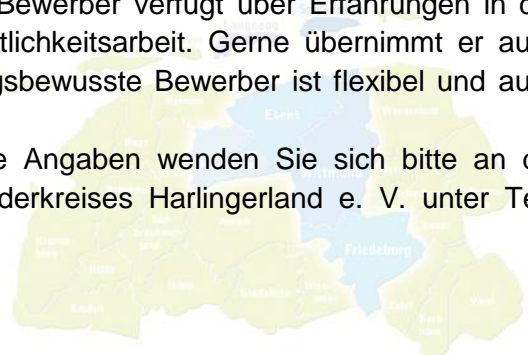 Bewerber verfügt über Erfahrungen in d
tlichkeitsarbeit. Gerne übernimmt er au
gsbewusste Bewerber ist flexibel und au
Esens
e Angaben wenden Sie sich bitte an d
Wittmund
derkreises Harlingerland e. V. unter Te
Friedeburg
Emden